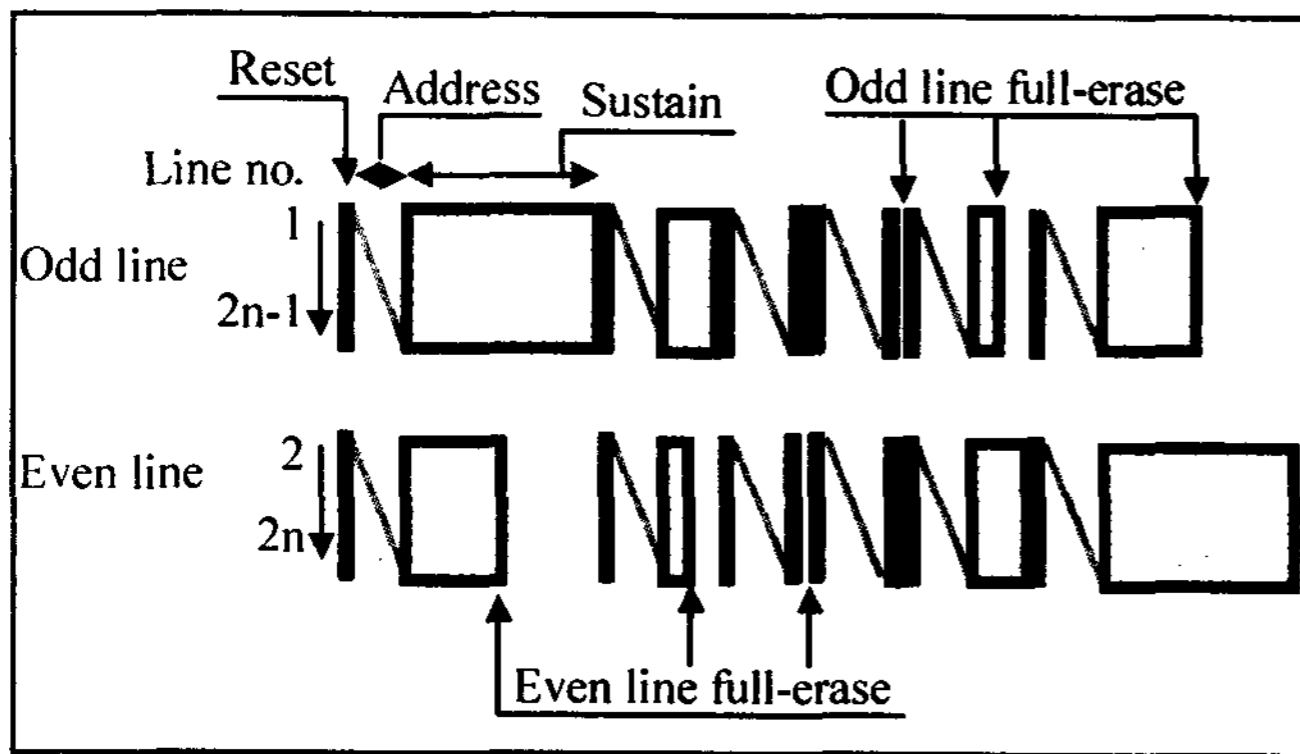 Reset
Address
Sustain
Odd line full-erase
Line no.
1
Odd line
2n-1
2
Even line
2n
Even line full-erase